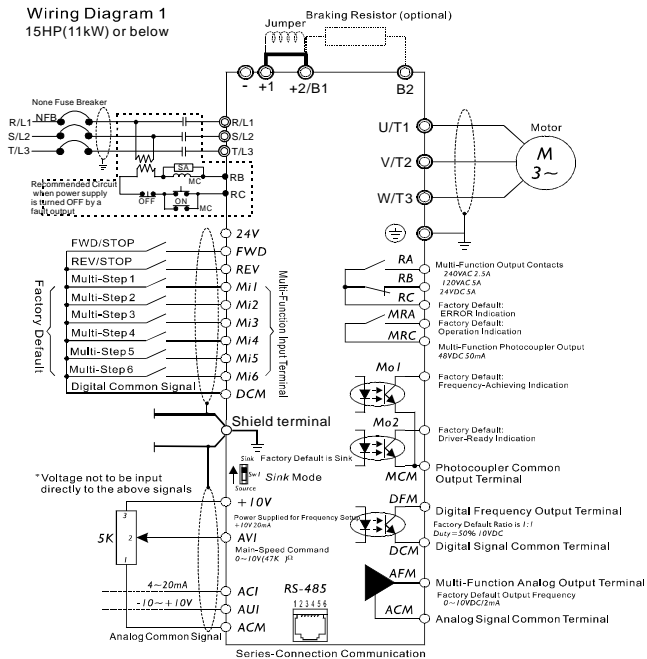 Wiring Diagram 1
15HP(11kW) or below
Jumper
Braking Resistor (optional)
-
+1
+2/B1
B2
None Fuse Breaker
NFB
R/L1
S/L2
T/L3
R/L1
S/L2
T/L3
SA
MC
RB
RC
OFF
ON
MC
Recommended Circuit
when power supply
is turned OFF by a
fault output
U/T1
V/T2
W/T3
Motor
M
3~
Factory Default
FWD/STOP
REV/STOP
Multi-Step 1
Multi-Step 2
Multi-Step 3
Multi-Step 4
Multi-Step 5
Multi-Step 6
Digital Common Signal
24V
FWD
REV
Mi1
Mi2
Mi3
Mi4
Mi5
Mi6
DCM
Multi-Function Input Terminal
RA
RB
RC
MRA
MRC
Multi-Function Output Contacts
240VAC 2.5A
120VAC 5A
24VDC 5A
Factory Default:
ERROR Indication
Factory Default:
Operation Indication
Multi-Function Photocoupler Output
48VDC 50mA
Mo1
Factory Default:
Frequency-Achieving Indication
Mo2
Factory Default:
Driver-Ready Indication
MCM
Photocoupler Common
Output Terminal
Shield terminal
Sink
Factory Default is Sink
Sw1
Sink Mode
Source
*Voltage not to be input
directly to the above signals
+10V
Power Supplied for Frequency Setup
+10V 20mA
3
5K
2
1
AVI
Main-Speed Command
0~10V(47K )Ω
4~20mA
ACI
-10~+10V
AUI
ACM
Analog Common Signal
RS-485
1 2 3 4 5 6
DFM
Digital Frequency Output Terminal
Factory Default Ratio is 1:1
Duty=50% 10VDC
DCM
Digital Signal Common Terminal
AFM
Multi-Function Analog Output Terminal
Factory Default Output Frequency
0~10VDC/2mA
ACM
Analog Signal Common Terminal
Series-Connection Communication